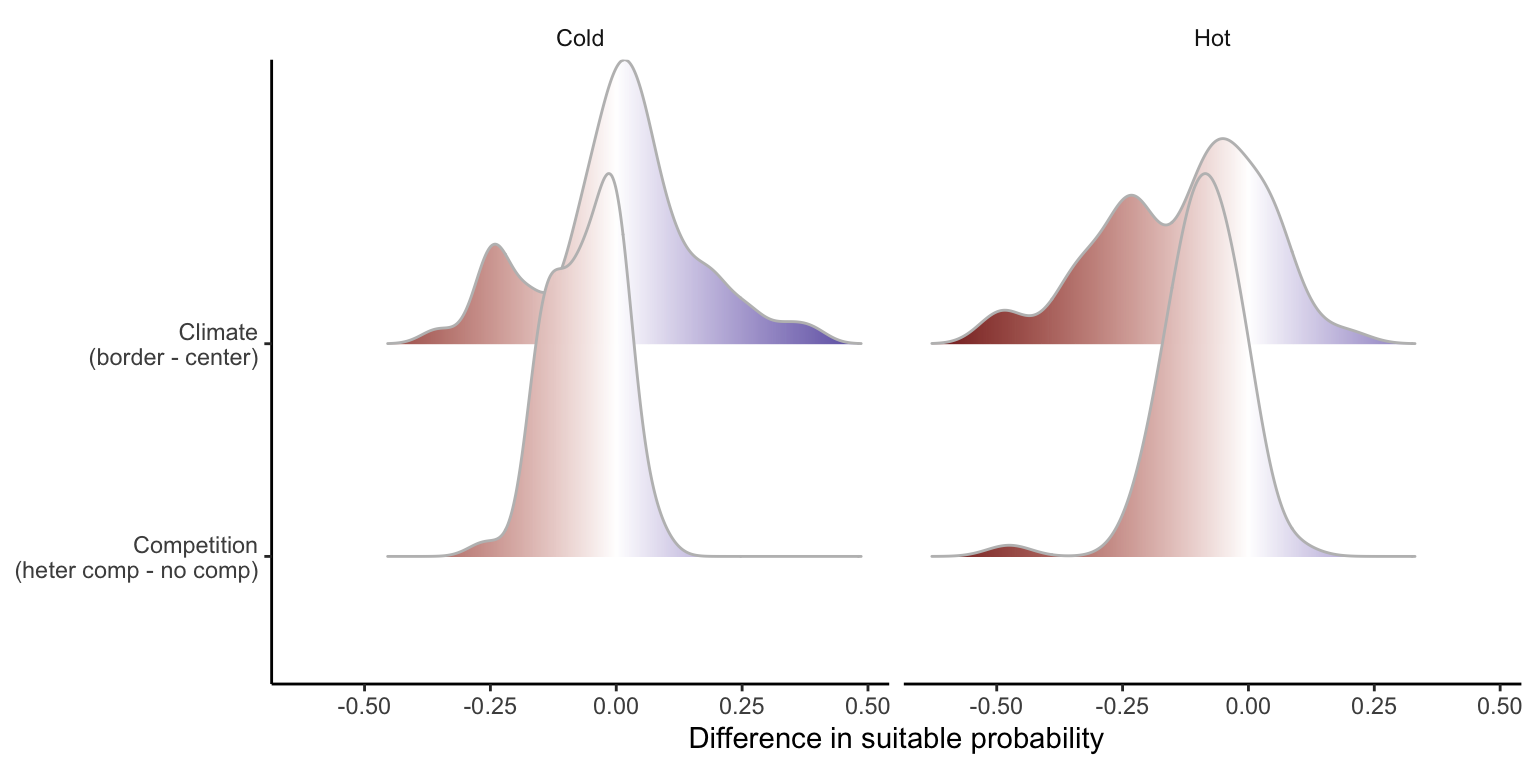 Cold
Hot
Climate
(border - center)
Competition
(heter comp - no comp)
-0.50 -0.25 0.00 0.25 0.50
-0.50 -0.25 0.00 0.25 0.50
Difference in suitable probability